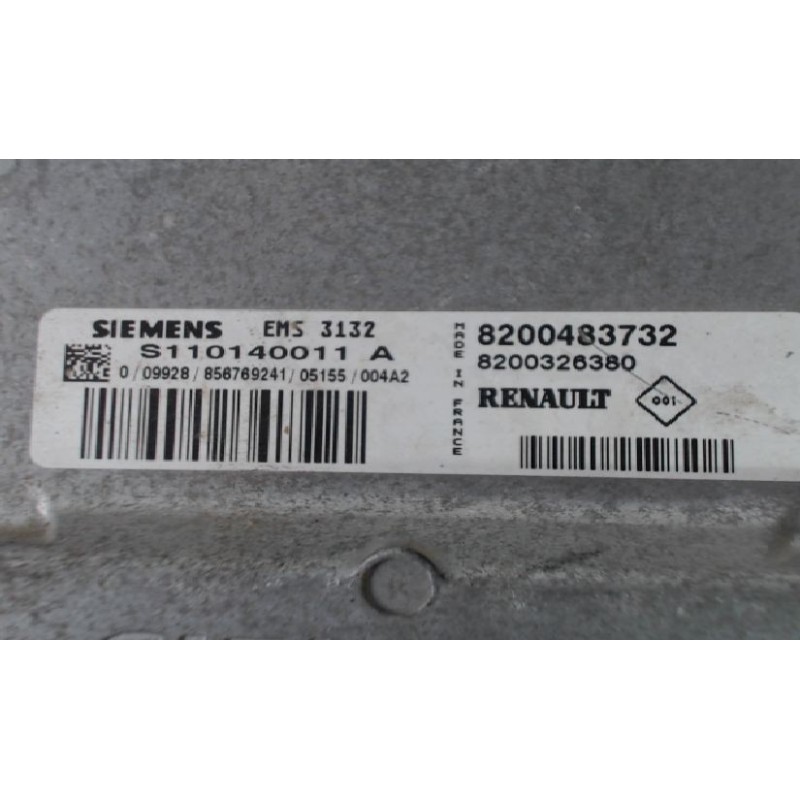 SIEMENS EMS 3132
S110140011 A
0 / 09928 / 856769241 / 05155 / 004A2
MADE IN FRANCE
8200483732
8200326380
RENAULT 001